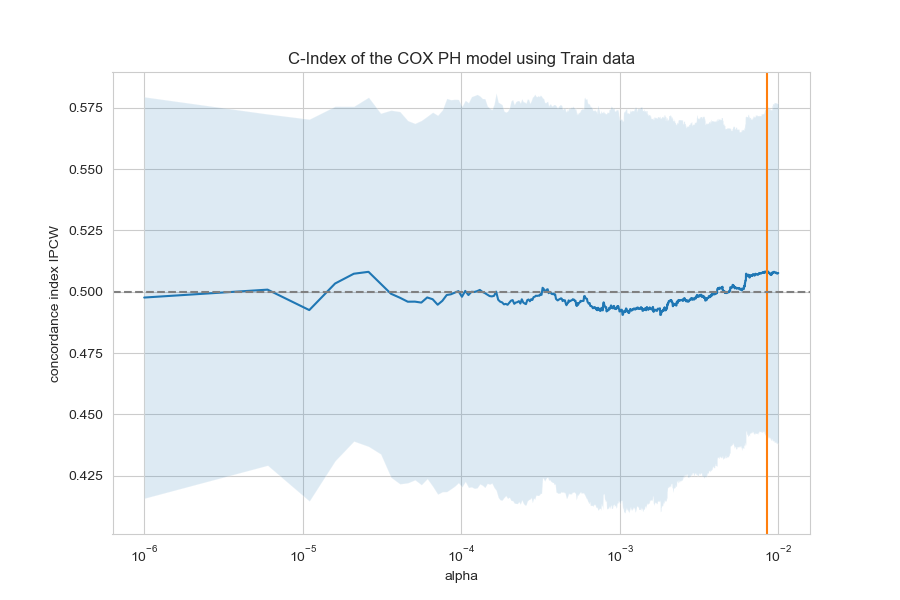 C-Index of the COX PH model using Train data
concordance index IPCW
0.575
0.550
0.525
0.500
0.475
0.450
0.425
10⁻⁶ 10⁻⁵ 10⁻⁴ 10⁻³ 10⁻²
alpha